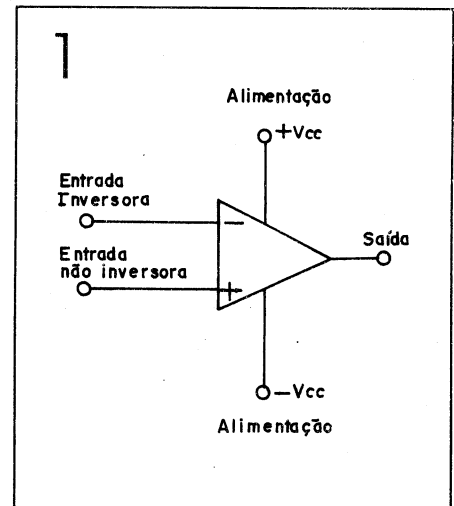 1
Alimentação
+Vcc
Entrada
Inversora
−
Entrada
não inversora
+
Saída
−Vcc
Alimentação